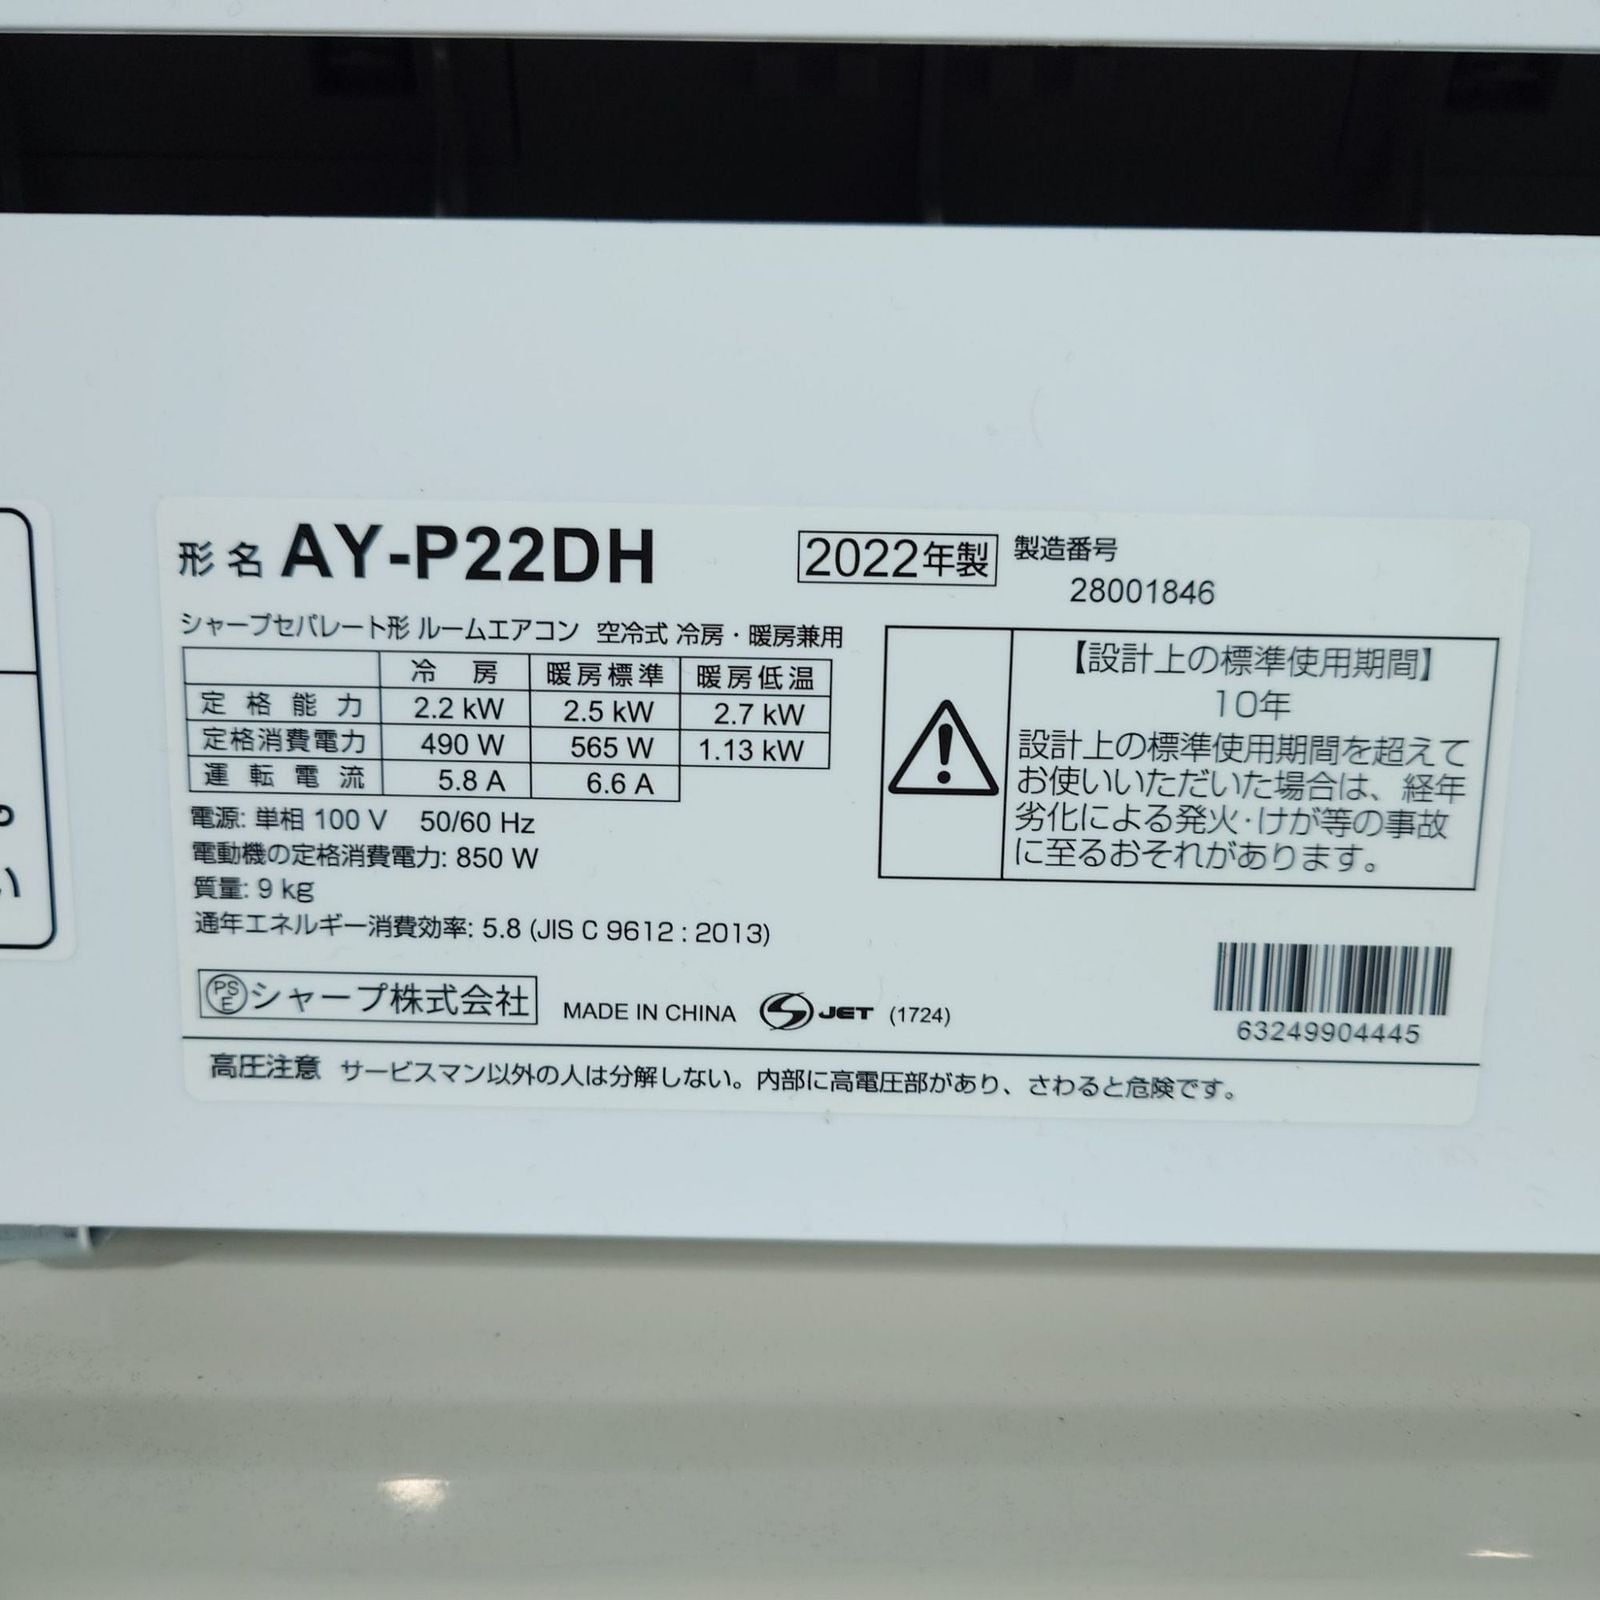 形名 AY-P22DH
2022年製 製造番号
28001846
シャープセパレート形 ルームエアコン 空冷式 冷房・暖房兼用
冷房 暖房標準 暖房低温
定格能力 2.2 kW 2.5 kW 2.7 kW
定格消費電力 490 W 565 W 1.13 kW
運転電流 5.8 A 6.6 A
電源: 単相 100 V 50/60 Hz
電動機の定格消費電力: 850 W
質量: 9 kg
通年エネルギー消費効率: 5.8 (JIS C 9612 : 2013)
【設計上の標準使用期間】
10年
設計上の標準使用期間を超えて
お使いいただいた場合は、経年
劣化による発火・けが等の事故
に至るおそれがあります。
PSE シャープ株式会社 MADE IN CHINA S JET (1724)
63249904445
高圧注意 サービスマン以外の人は分解しない。内部に高電圧部があり、さわると危険です。